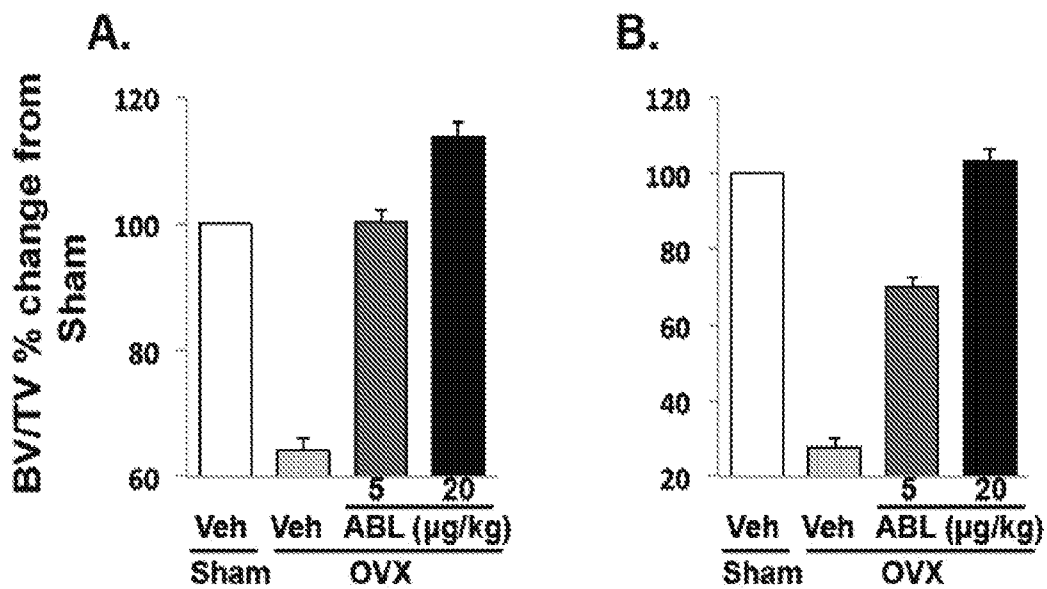 A.
BV/TV % change from
Sham
120
100
80
60
5 20
Veh Veh ABL (µg/kg)
Sham OVX
B.
120
100
80
60
40
20
5 20
Veh Veh ABL (µg/kg)
Sham OVX